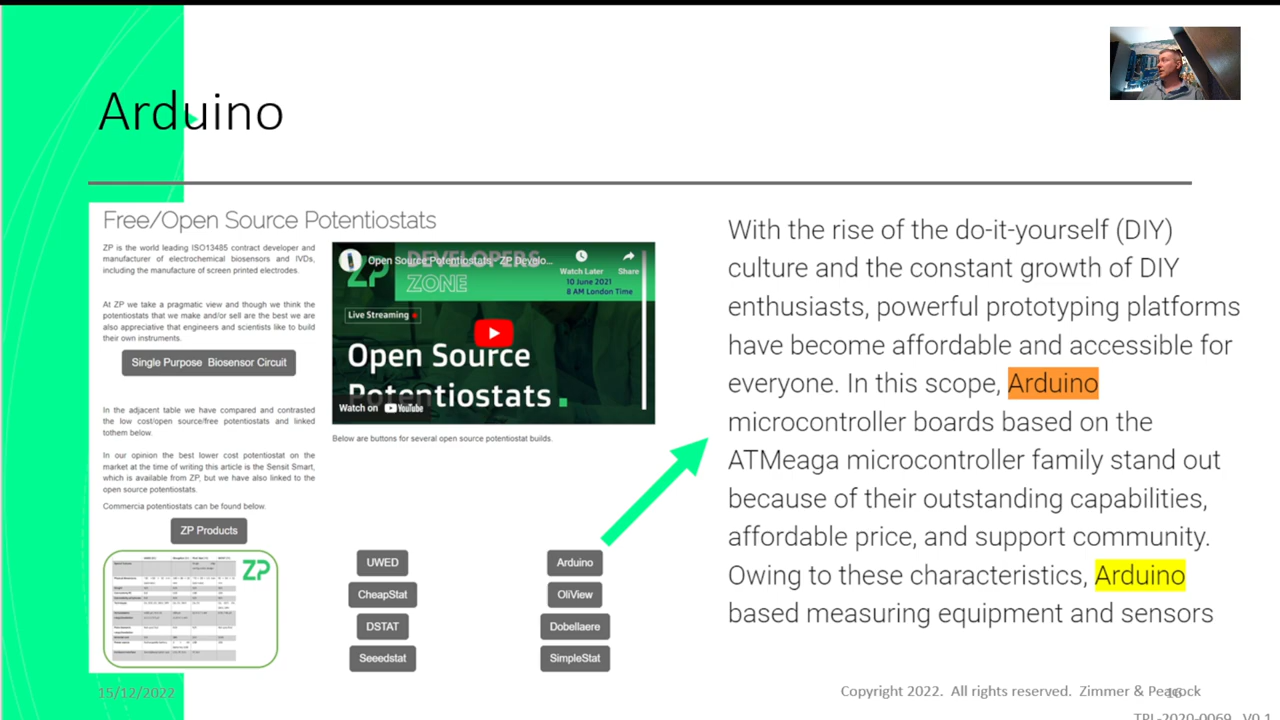 Arduino
Free/Open Source Potentiostats
ZP is the world leading ISO13485 contract developer and
manufacturer of electrochemical biosensors and IVDs,
including the manufacture of screen printed electrodes.
At ZP we take a pragmatic view and though we think the
potentiostats that we make and/or sell are the best we are
also appreciative that engineers and scientists like to build
their own instruments.
Single Purpose Biosensor Circuit
In the adjacent table we have compared and contrasted
the low cost/open source/free potentiostats and linked
tothem below.
In our opinion the best lower cost potentiostat on the
market at the time of writing this article is the Sensit Smart,
which is available from ZP, but we have also linked to the
open source potentiostats.
Commercia potentiostats can be found below.
ZP Products
ZP
Open Source Potentiostats - ZP Develo...
DEVELOPERS
ZONE
ZP
Watch Later
Share
10 June 2021
8 AM London Time
Live Streaming
Open Source
Potentiostats
Watch on YouTube
Below are buttons for several open source potentiostat builds.
UWED
Arduino
CheapStat
OliView
DSTAT
Dobellaere
Seeedstat
SimpleStat
With the rise of the do-it-yourself (DIY)
culture and the constant growth of DIY
enthusiasts, powerful prototyping platforms
have become affordable and accessible for
everyone. In this scope, Arduino
microcontroller boards based on the
ATMeaga microcontroller family stand out
because of their outstanding capabilities,
affordable price, and support community.
Owing to these characteristics, Arduino
based measuring equipment and sensors
15/12/2022
Copyright 2022. All rights reserved. Zimmer & Peacock
16
TPL-2020-0069 V0.1